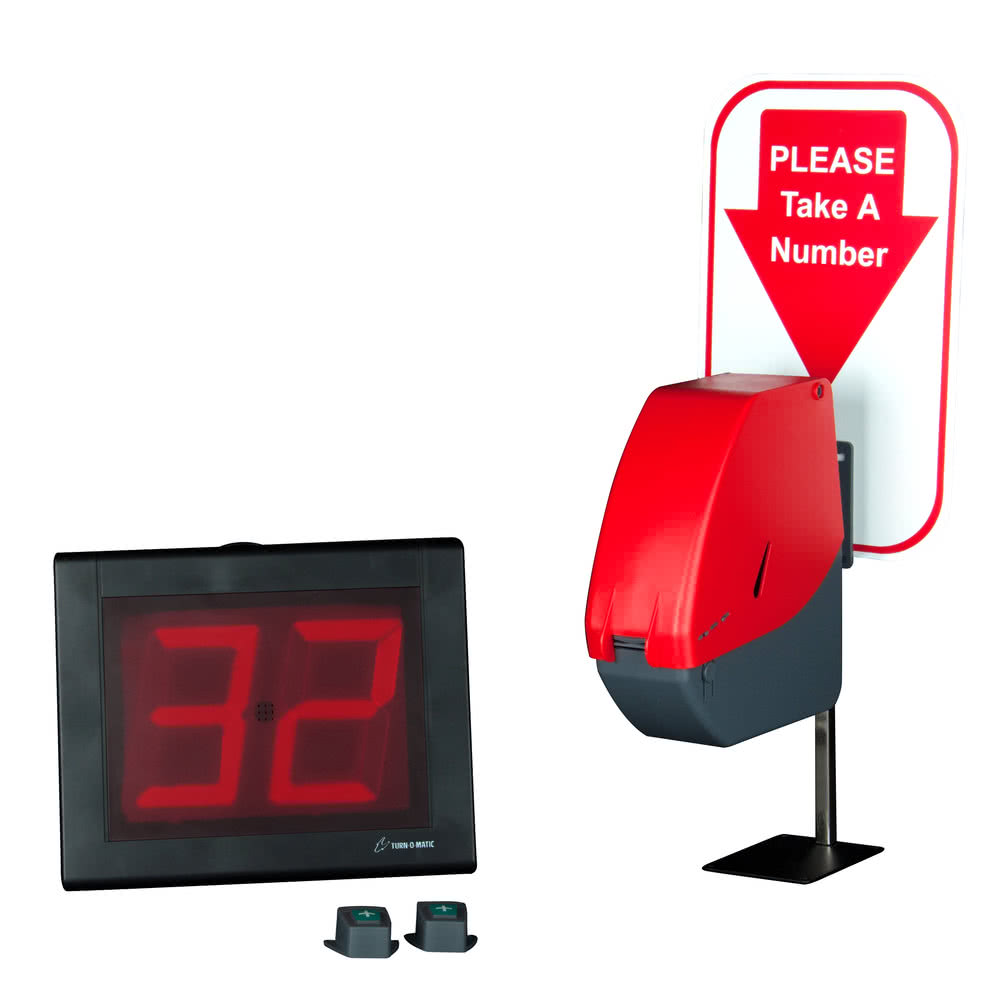 PLEASE
Take A
Number
32
TURN-O-MATIC